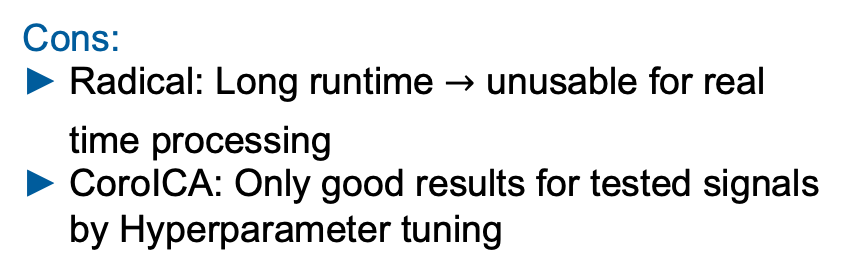 Cons:
► Radical: Long runtime → unusable for real
time processing
► CoroICA: Only good results for tested signals
by Hyperparameter tuning